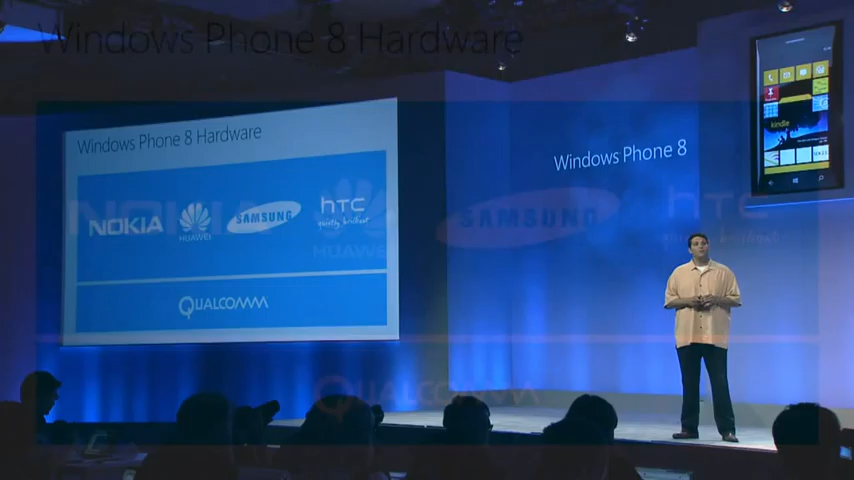 Windows Phone 8 Hardware
Windows Phone 8 Hardware
NOKIA
HUAWEI
SAMSUNG
hTC
quietly brilliant
QUALCOMM
Windows Phone 8
kindle
NOKIA
HUAWEI
SAMSUNG
hTC
quietly brilliant
QUALCOMM